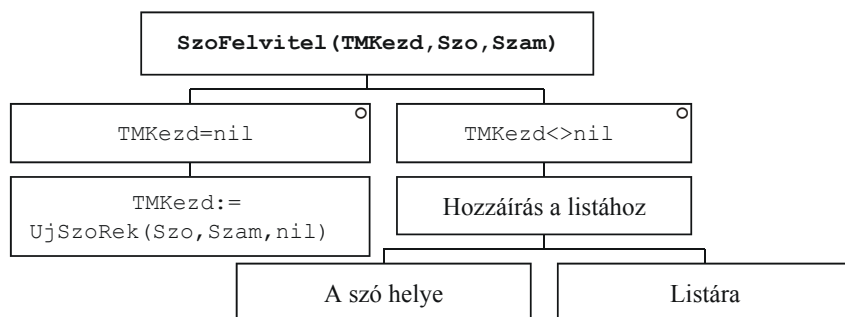 SzoFelvitel(TMKezd,Szo,Szam)
TMKezd=nil
TMKezd<>nil
TMKezd:=
UjSzoRek(Szo,Szam,nil)
Hozzáírás a listához
A szó helye
Listára